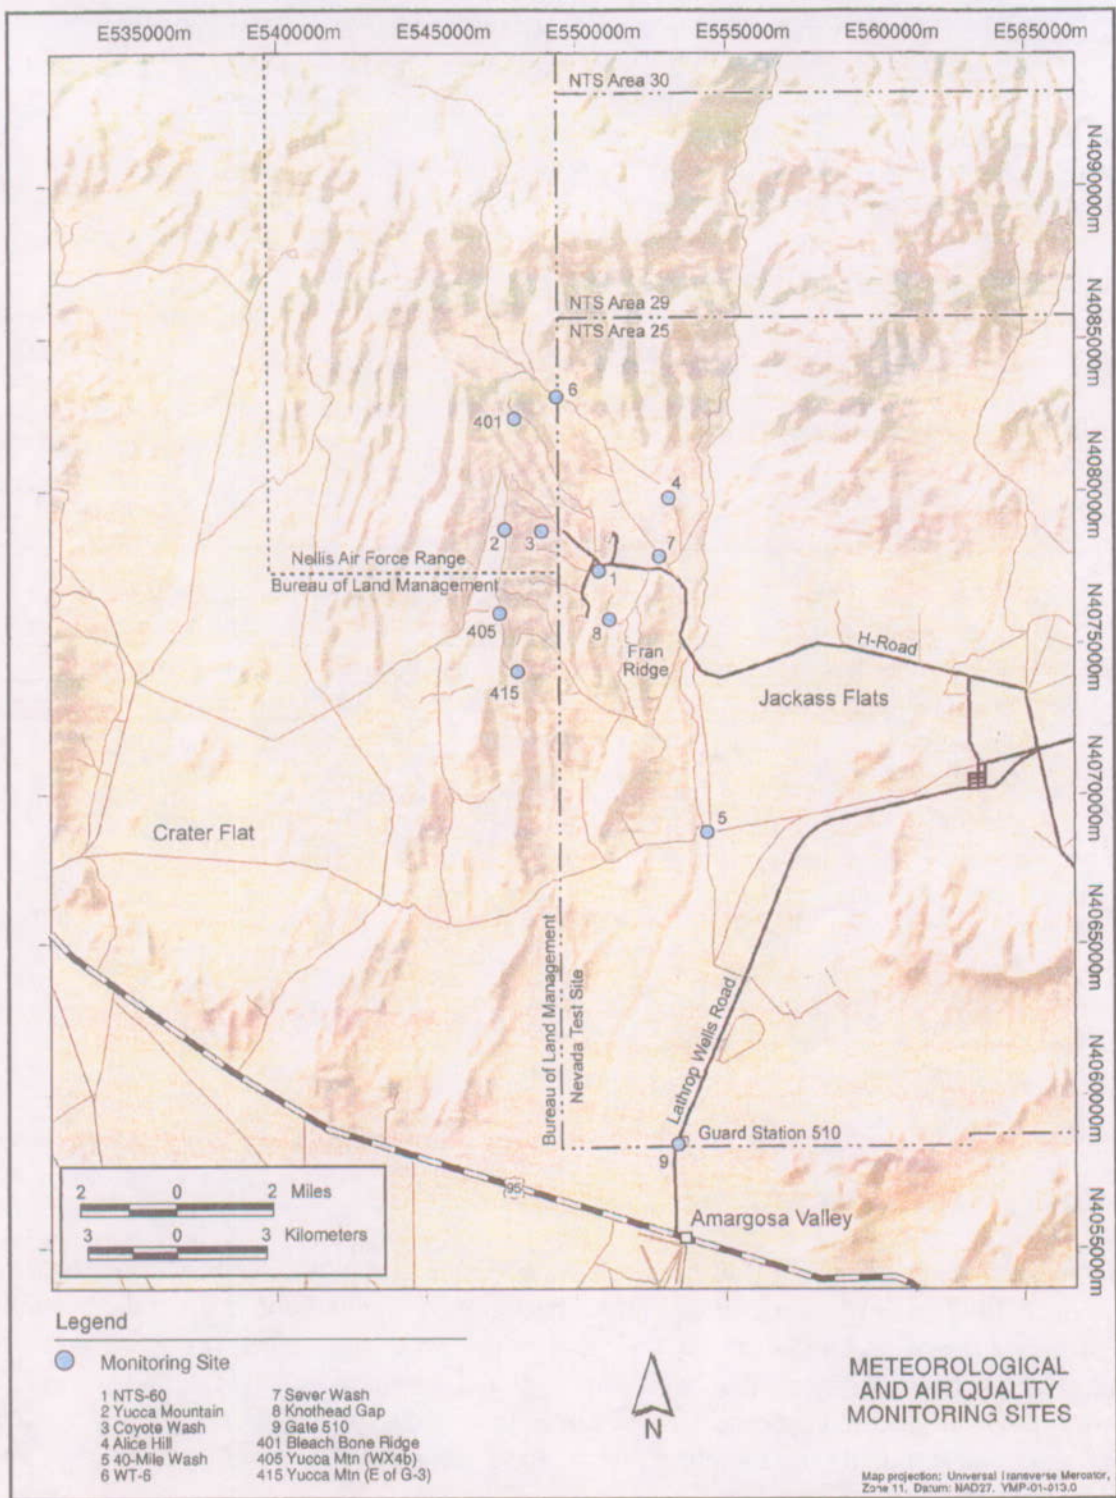 E535000m E540000m E545000m E550000m E555000m E560000m E565000m
NTS Area 30
N4090000m
NTS Area 29
NTS Area 25
N4085000m
6
401
4
N4080000m
2 3
7
Nellis Air Force Range
Bureau of Land Management
1
405
8
N4075000m
H-Road
Fran
Ridge
415
Jackass Flats
N4070000m
5
Crater Flat
N4065000m
Bureau of Land Management
Nevada Test Site
Lathrop Wells Road
N4060000m
Guard Station 510
9
95
Amargosa Valley
N4055000m
2 0 2 Miles
3 0 3 Kilometers
Legend
Monitoring Site
1 NTS-60
2 Yucca Mountain
3 Coyote Wash
4 Alice Hill
5 40-Mile Wash
6 WT-6
7 Sever Wash
8 Knothead Gap
9 Gate 510
401 Bleach Bone Ridge
405 Yucca Mtn (WX4b)
415 Yucca Mtn (E of G-3)
N
METEOROLOGICAL
AND AIR QUALITY
MONITORING SITES
Map projection: Universal Transverse Mercator,
Zone 11, Datum: NAD27, YMP-01-013.0